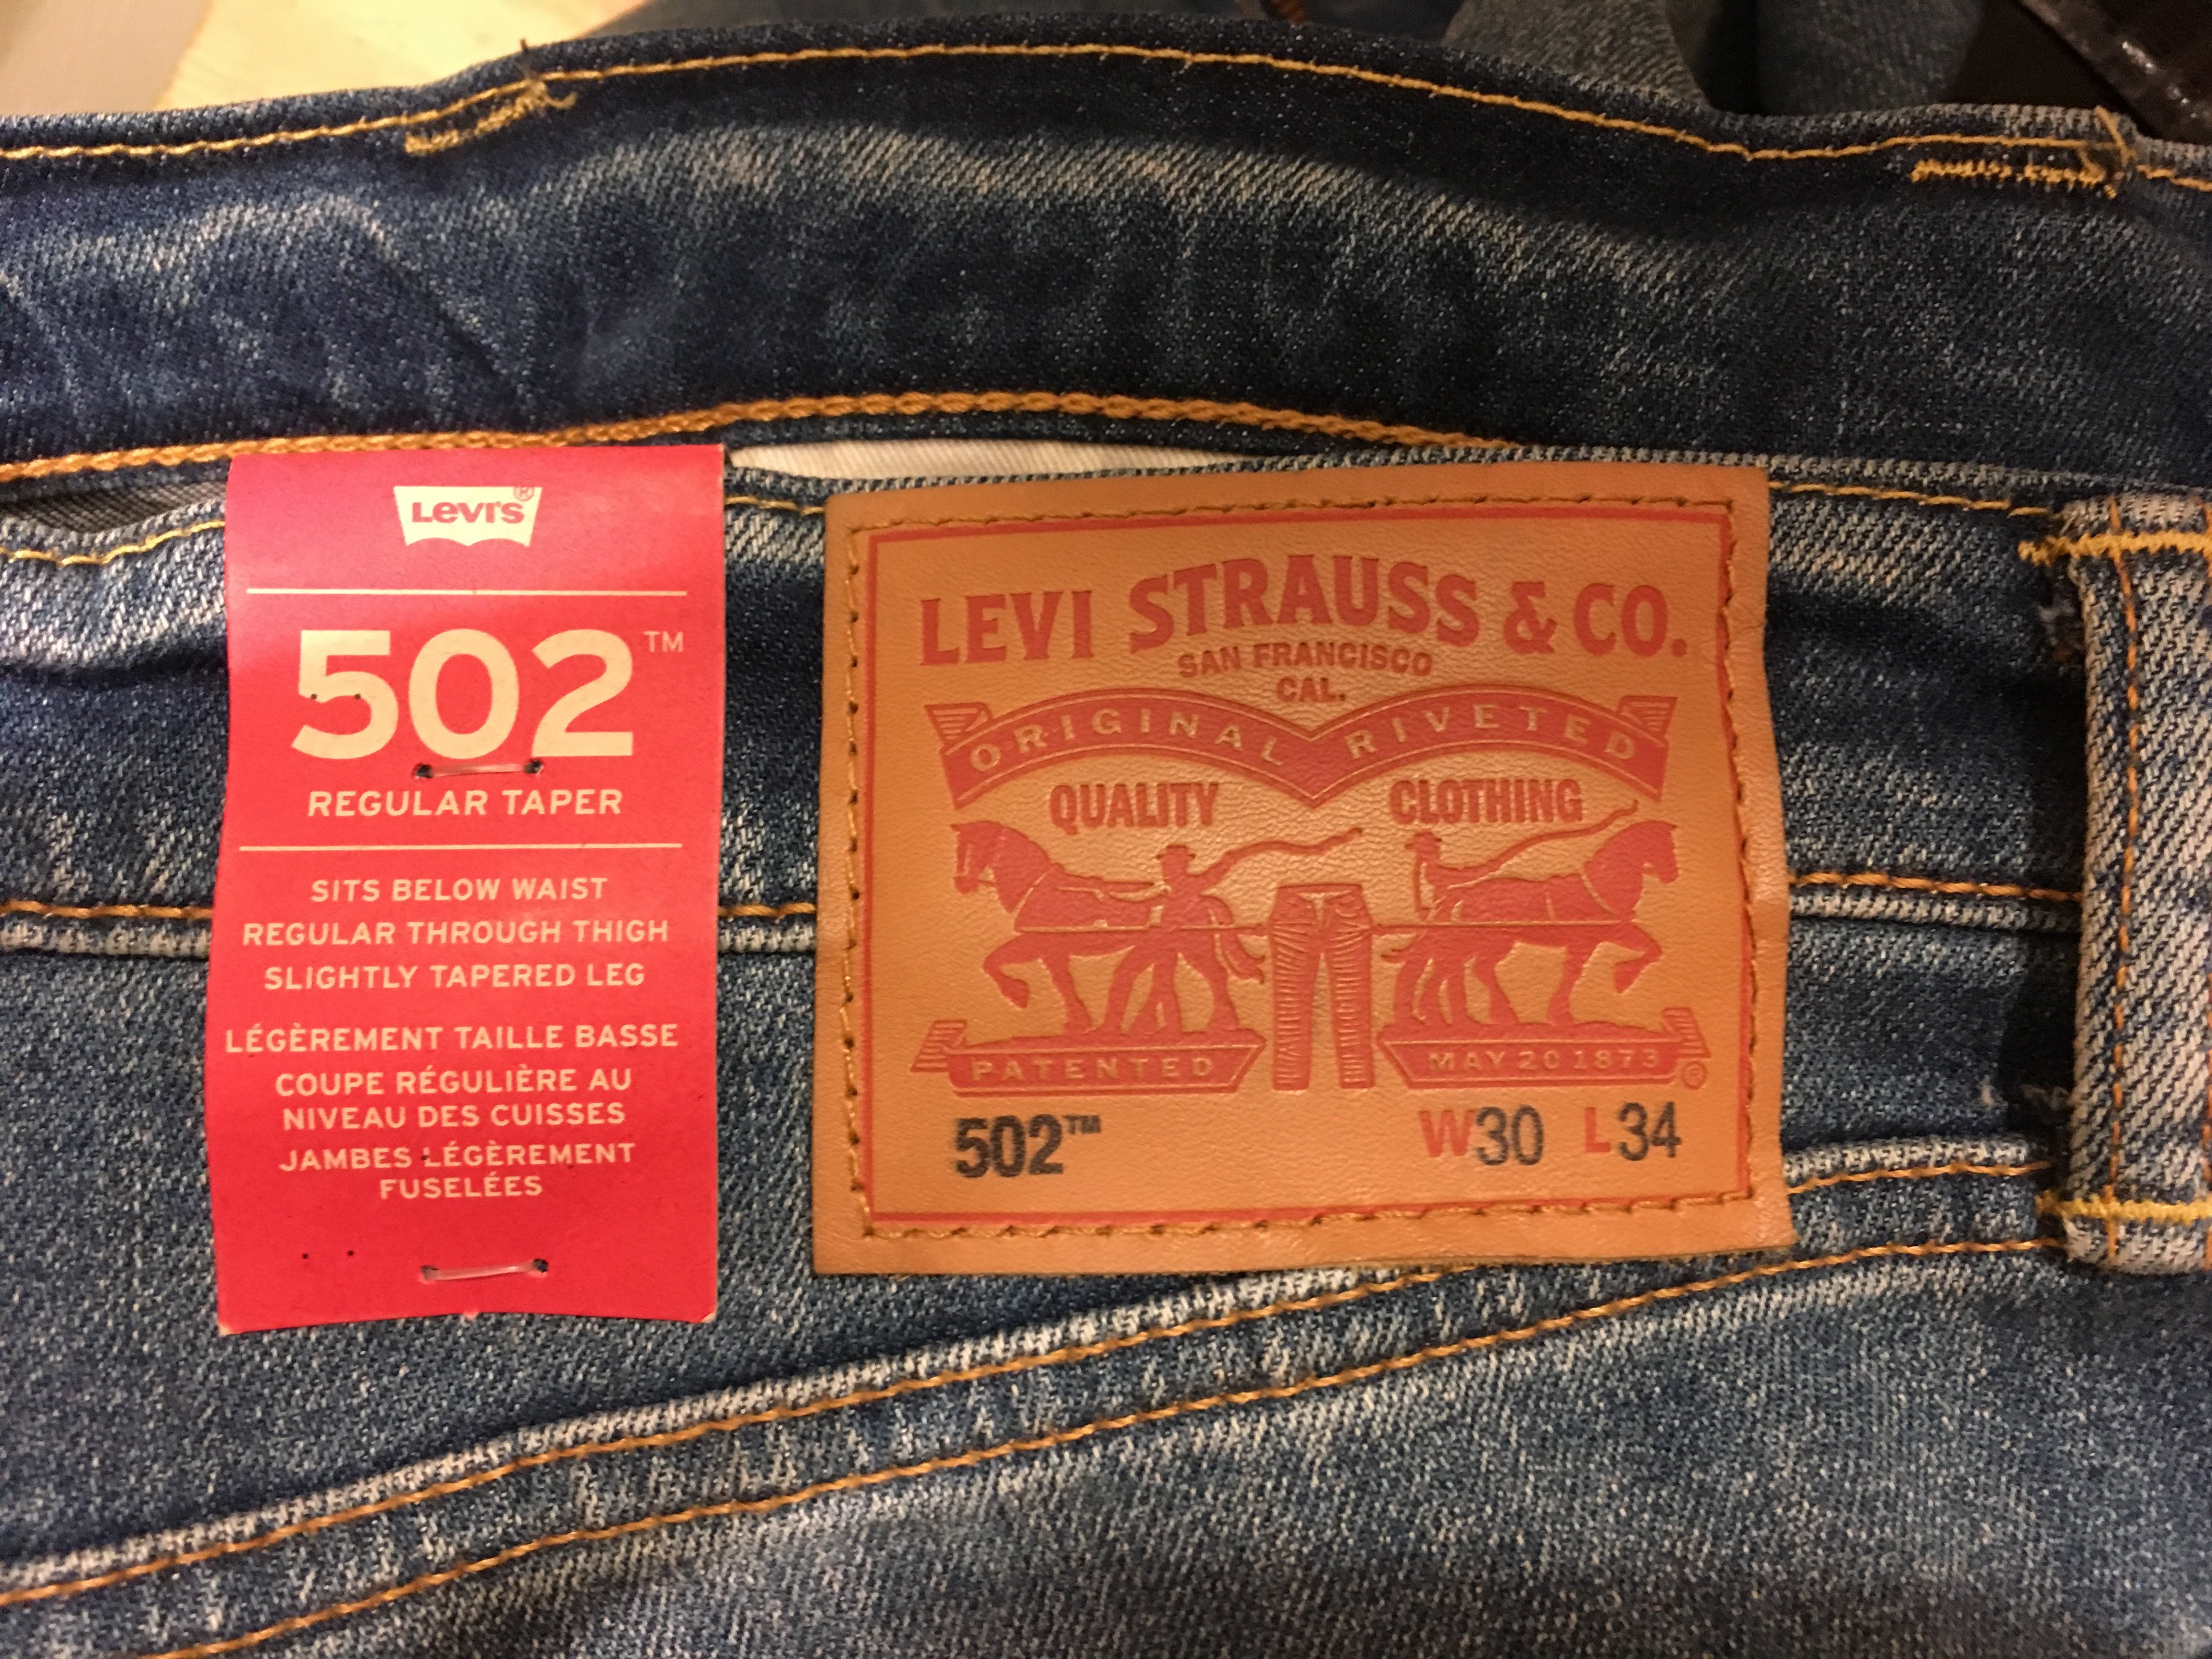 Levi's®
502™
REGULAR TAPER
SITS BELOW WAIST
REGULAR THROUGH THIGH
SLIGHTLY TAPERED LEG
LÉGÈREMENT TAILLE BASSE
COUPE RÉGULIÈRE AU
NIVEAU DES CUISSES
JAMBES LÉGÈREMENT
FUSELÉES
LEVI STRAUSS & CO.
SAN FRANCISCO
CAL.
ORIGINAL RIVETED
QUALITY CLOTHING
PATENTED MAY 20 1873 ®
502™ W30 L34